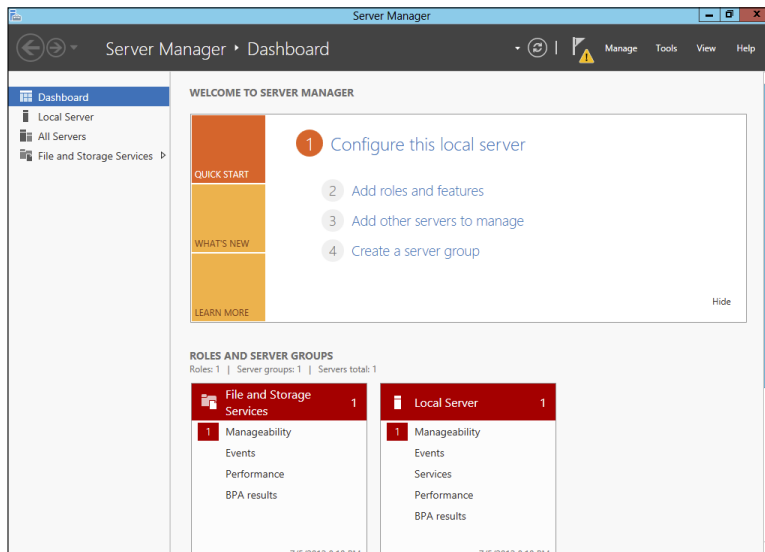 Server Manager
Server Manager • Dashboard
Manage Tools View Help
Dashboard
Local Server
All Servers
File and Storage Services
WELCOME TO SERVER MANAGER
QUICK START
WHAT'S NEW
LEARN MORE
1 Configure this local server
2 Add roles and features
3 Add other servers to manage
4 Create a server group
Hide
ROLES AND SERVER GROUPS
Roles: 1 | Server groups: 1 | Servers total: 1
File and Storage Services 1
1 Manageability
Events
Performance
BPA results
Local Server 1
1 Manageability
Events
Services
Performance
BPA results